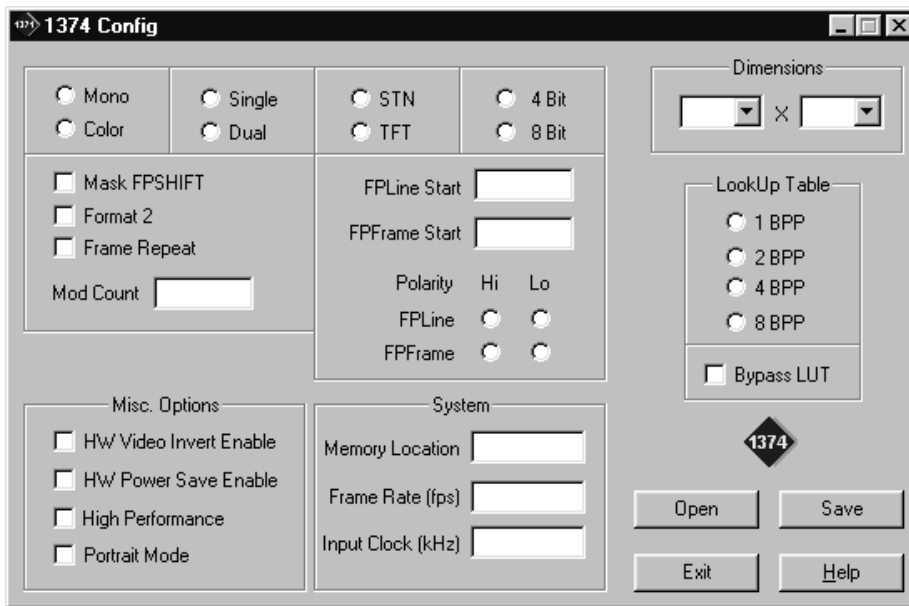 1374 1374 Config
Mono
Color
Single
Dual
STN
TFT
4 Bit
8 Bit
Mask FPSHIFT
Format 2
Frame Repeat
Mod Count
FPLine Start
FPFrame Start
Polarity Hi Lo
FPLine
FPFrame
Dimensions
X
LookUp Table
1 BPP
2 BPP
4 BPP
8 BPP
Bypass LUT
Misc. Options
HW Video Invert Enable
HW Power Save Enable
High Performance
Portrait Mode
System
Memory Location
Frame Rate (fps)
Input Clock (kHz)
1374
Open Save
Exit Help